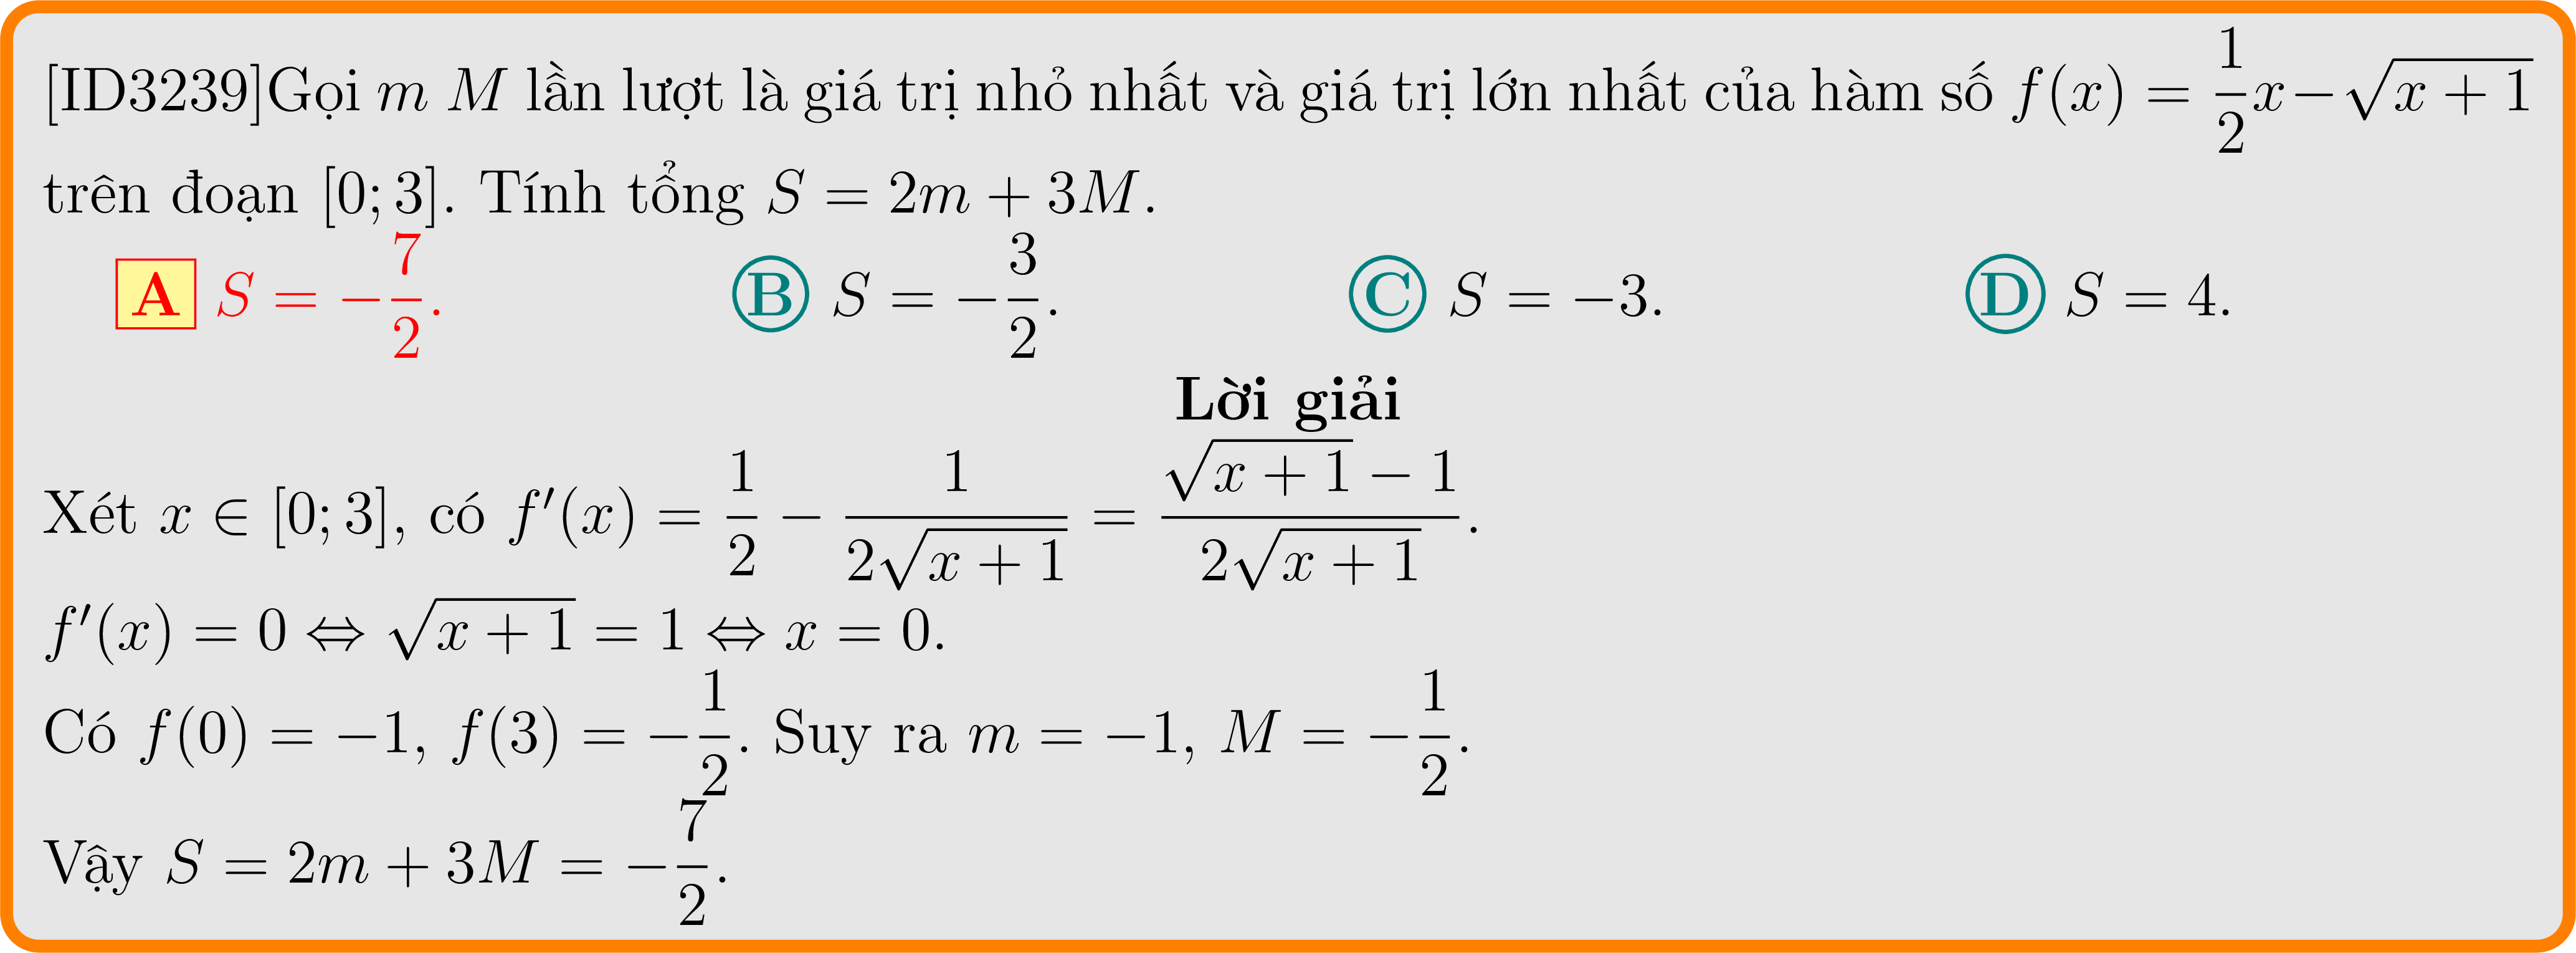 [ID3239]Gọi m M lần lượt là giá trị nhỏ nhất và giá trị lớn nhất của hàm số f(x) = \frac{1}{2}x − \sqrt{x + 1}
trên đoạn [0; 3]. Tính tổng S = 2m + 3M.
A S = −\frac{7}{2}. B S = −\frac{3}{2}. C S = −3. D S = 4.
Lời giải
Xét x ∈ [0; 3], có f′(x) = \frac{1}{2} − \frac{1}{2\sqrt{x + 1}} = \frac{\sqrt{x + 1} − 1}{2\sqrt{x + 1}}.
f′(x) = 0 ⇔ \sqrt{x + 1} = 1 ⇔ x = 0.
Có f(0) = −1, f(3) = −\frac{1}{2}. Suy ra m = −1, M = −\frac{1}{2}.
Vậy S = 2m + 3M = −\frac{7}{2}.